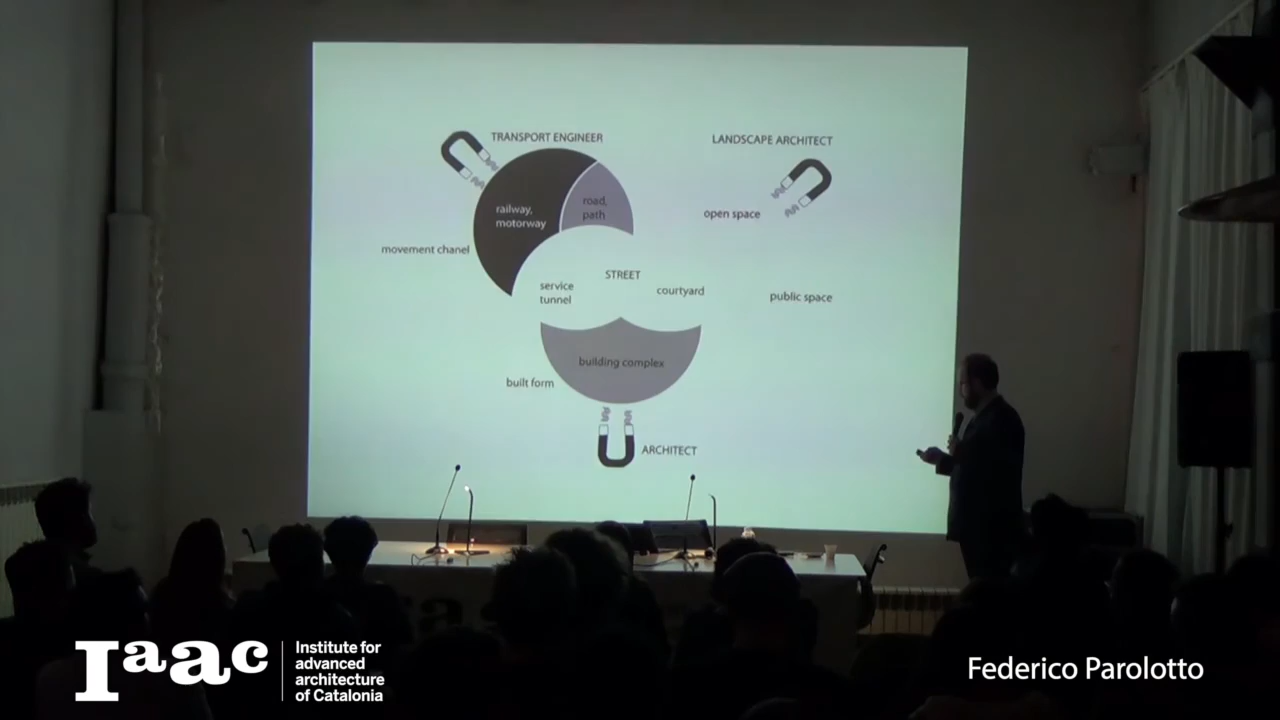 TRANSPORT ENGINEER
LANDSCAPE ARCHITECT
railway,
motorway
road,
path
open space
movement chanel
STREET
service
tunnel
courtyard
public space
building complex
built form
ARCHITECT
Iaac
Institute for
advanced
architecture
of Catalonia
Federico Parolotto